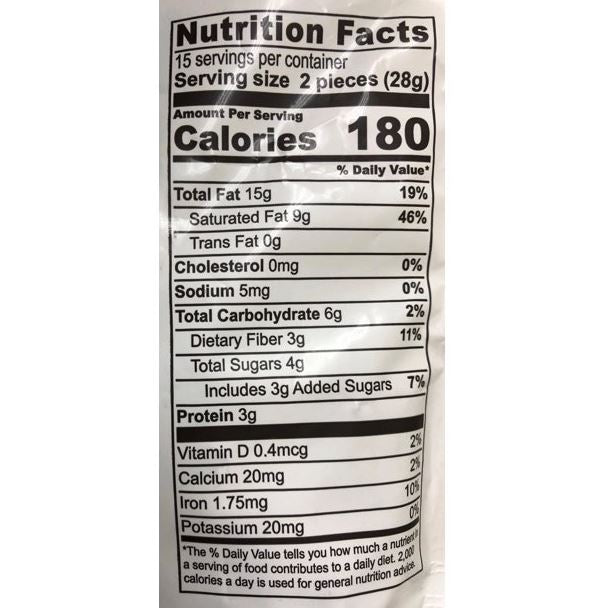 Nutrition Facts
15 servings per container
Serving size 2 pieces (28g)
Amount Per Serving
Calories 180
% Daily Value*
Total Fat 15g 19%
Saturated Fat 9g 46%
Trans Fat 0g
Cholesterol 0mg 0%
Sodium 5mg 0%
Total Carbohydrate 6g 2%
Dietary Fiber 3g 11%
Total Sugars 4g
Includes 3g Added Sugars 7%
Protein 3g
Vitamin D 0.4mcg 2%
Calcium 20mg 2%
Iron 1.75mg 10%
Potassium 20mg 0%
*The % Daily Value tells you how much a nutrient in
a serving of food contributes to a daily diet. 2,000
calories a day is used for general nutrition advice.